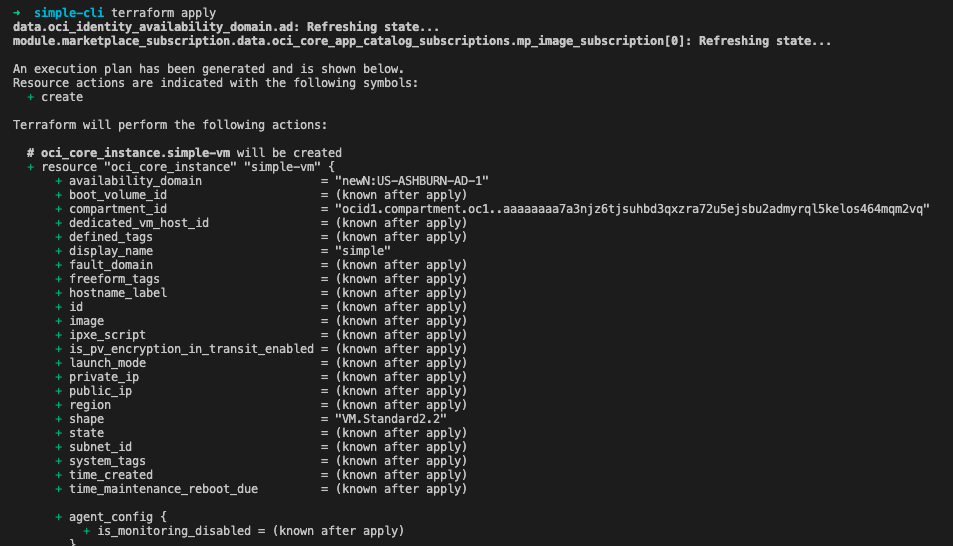 → simple-cli terraform apply
data.oci_identity_availability_domain.ad: Refreshing state...
module.marketplace_subscription.data.oci_core_app_catalog_subscriptions.mp_image_subscription[0]: Refreshing state...
An execution plan has been generated and is shown below.
Resource actions are indicated with the following symbols:
+ create
Terraform will perform the following actions:
# oci_core_instance.simple-vm will be created
+ resource "oci_core_instance" "simple-vm" {
+ availability_domain = "newN:US-ASHBURN-AD-1"
+ boot_volume_id = (known after apply)
+ compartment_id = "ocid1.compartment.oc1..aaaaaaaa7a3njz6tjsuhbd3qxzra72u5ejsbu2admyrql5kelos464mqm2vq"
+ dedicated_vm_host_id = (known after apply)
+ defined_tags = (known after apply)
+ display_name = "simple"
+ fault_domain = (known after apply)
+ freeform_tags = (known after apply)
+ hostname_label = (known after apply)
+ id = (known after apply)
+ image = (known after apply)
+ ipxe_script = (known after apply)
+ is_pv_encryption_in_transit_enabled = (known after apply)
+ launch_mode = (known after apply)
+ private_ip = (known after apply)
+ public_ip = (known after apply)
+ region = (known after apply)
+ shape = "VM.Standard2.2"
+ state = (known after apply)
+ subnet_id = (known after apply)
+ system_tags = (known after apply)
+ time_created = (known after apply)
+ time_maintenance_reboot_due = (known after apply)
+ agent_config {
+ is_monitoring_disabled = (known after apply)
}